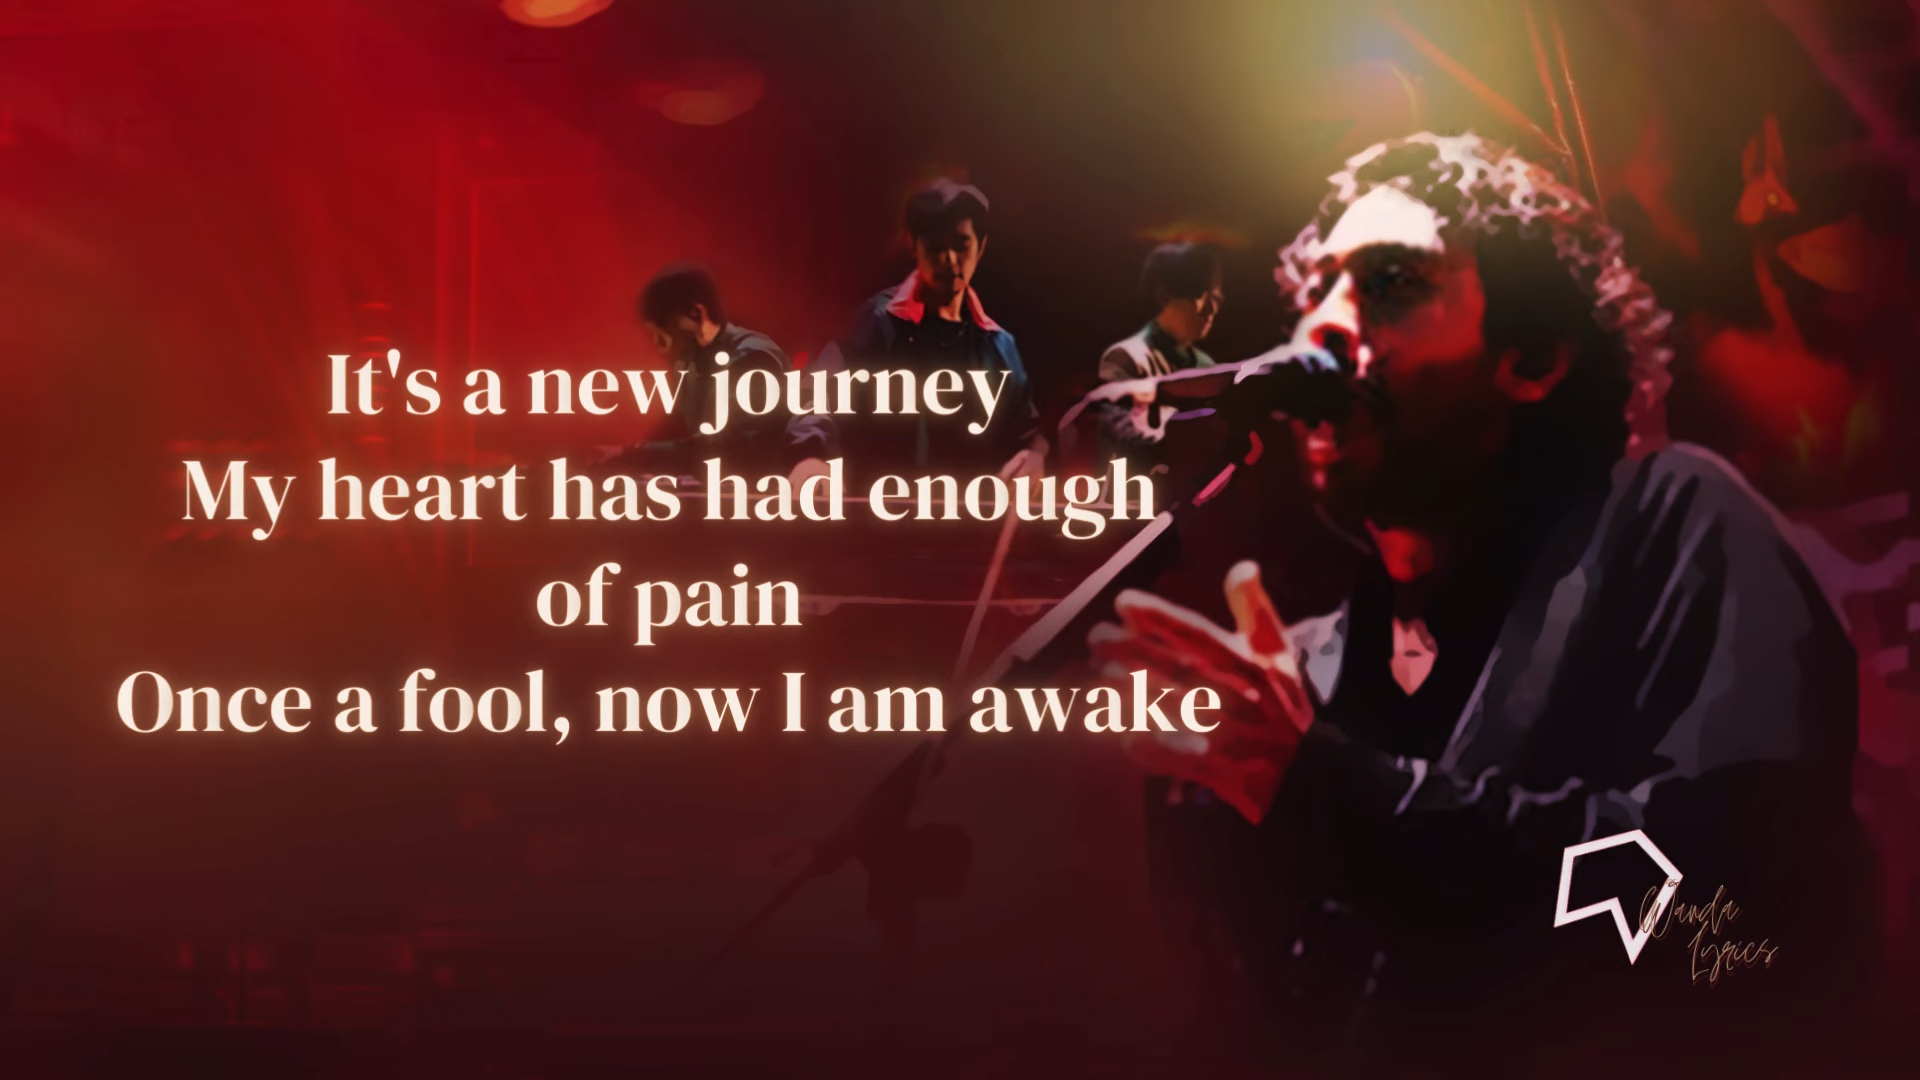 It's a new journey
My heart has had enough
of pain
Once a fool, now I am awake
Wanda
Lyrics